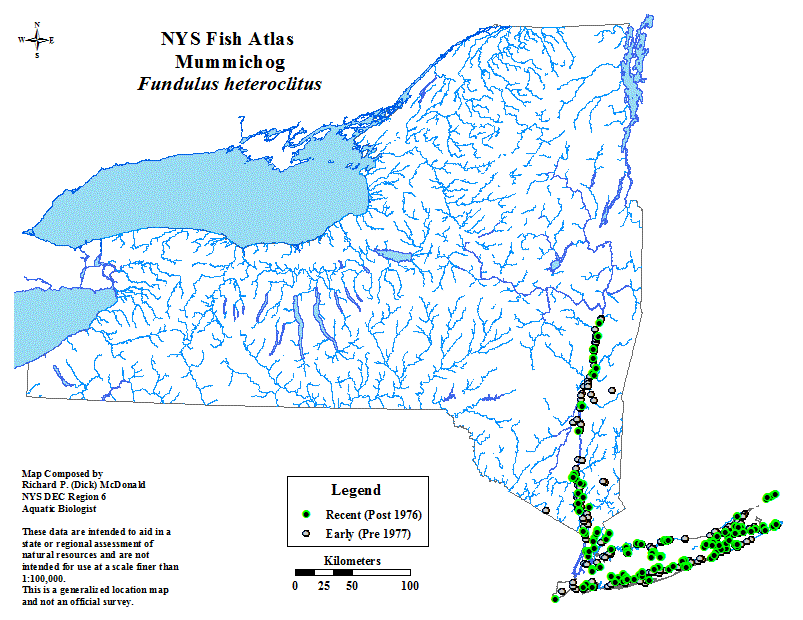 N
W E
S
NYS Fish Atlas
Mummichog
Fundulus heteroclitus
Map Composed by
Richard P. (Dick) McDonald
NYS DEC Region 6
Aquatic Biologist
These data are intended to aid in a
state or regional assessment of
natural resources and are not
intended for use at a scale finer than
1:100,000.
This is a generalized location map
and not an official survey.
Legend
Recent (Post 1976)
Early (Pre 1977)
Kilometers
0 25 50 100